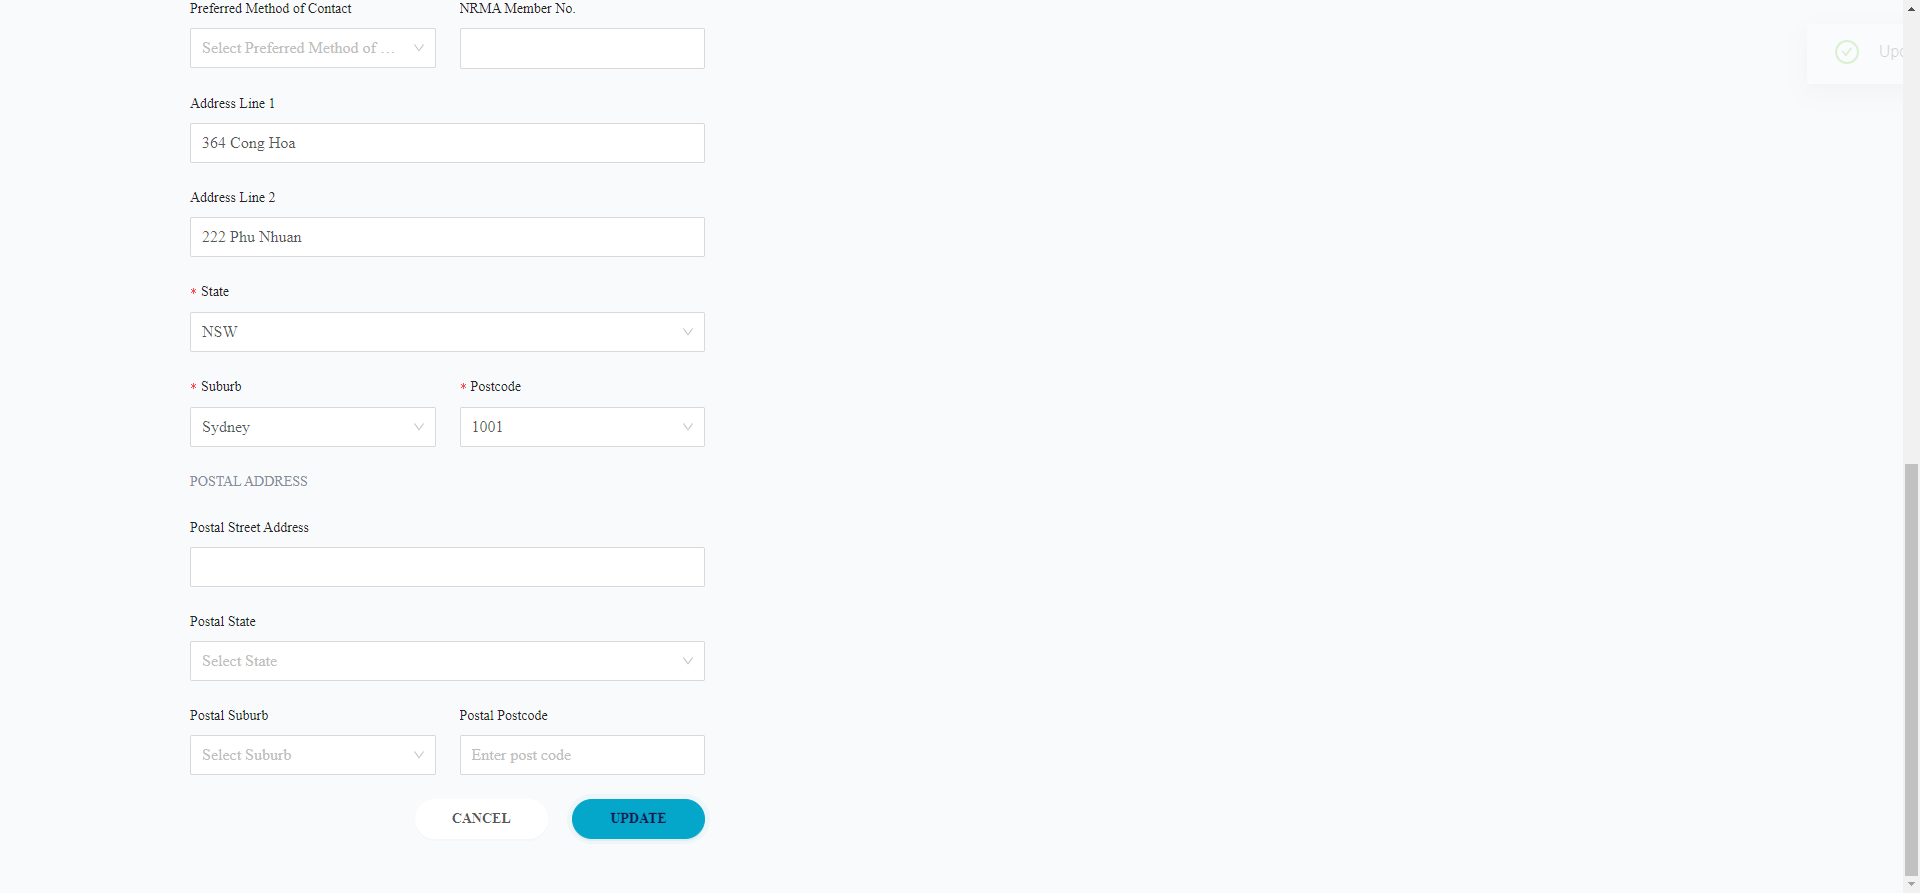 Preferred Method of Contact
NRMA Member No.
Select Preferred Method of ...
Address Line 1
364 Cong Hoa
Address Line 2
222 Phu Nhuan
* State
NSW
* Suburb
* Postcode
Sydney
1001
POSTAL ADDRESS
Postal Street Address
Postal State
Select State
Postal Suburb
Postal Postcode
Select Suburb
Enter post code
CANCEL
UPDATE